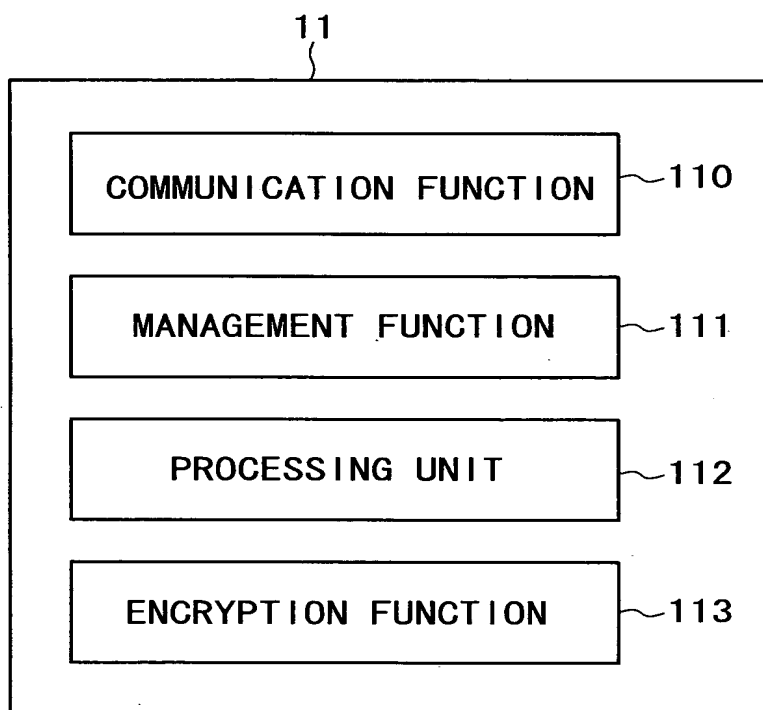 11
COMMUNICATION FUNCTION
110
MANAGEMENT FUNCTION
111
PROCESSING UNIT
112
ENCRYPTION FUNCTION
113